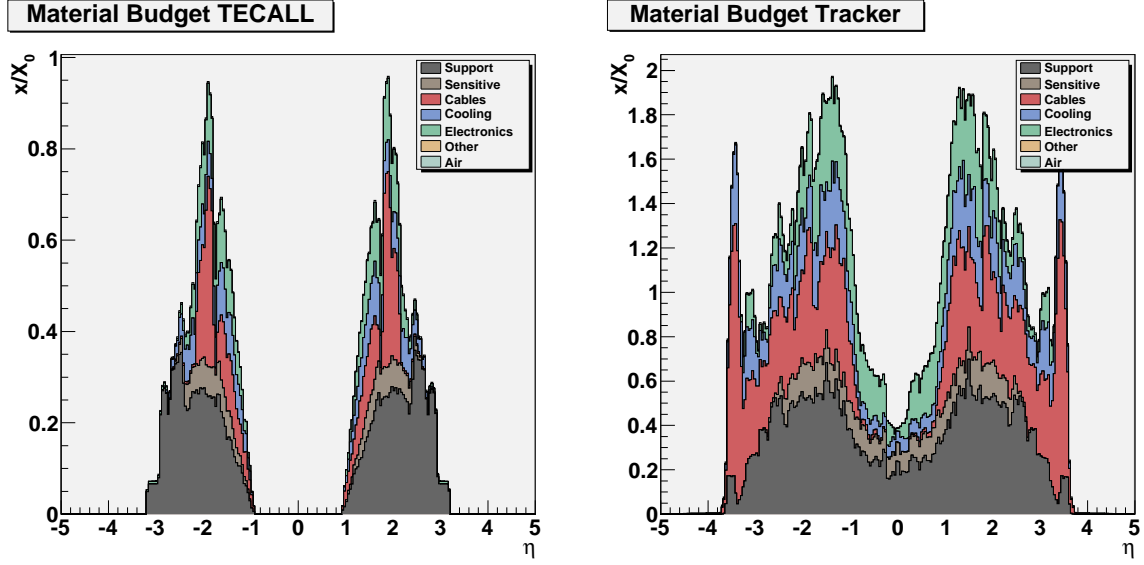 Material Budget TECALL
x/X0
1
0.8
0.6
0.4
0.2
0
-5 -4 -3 -2 -1 0 1 2 3 4 5
η
Support
Sensitive
Cables
Cooling
Electronics
Other
Air
Material Budget Tracker
x/X0
2
1.8
1.6
1.4
1.2
1
0.8
0.6
0.4
0.2
0
-5 -4 -3 -2 -1 0 1 2 3 4 5
η
Support
Sensitive
Cables
Cooling
Electronics
Other
Air